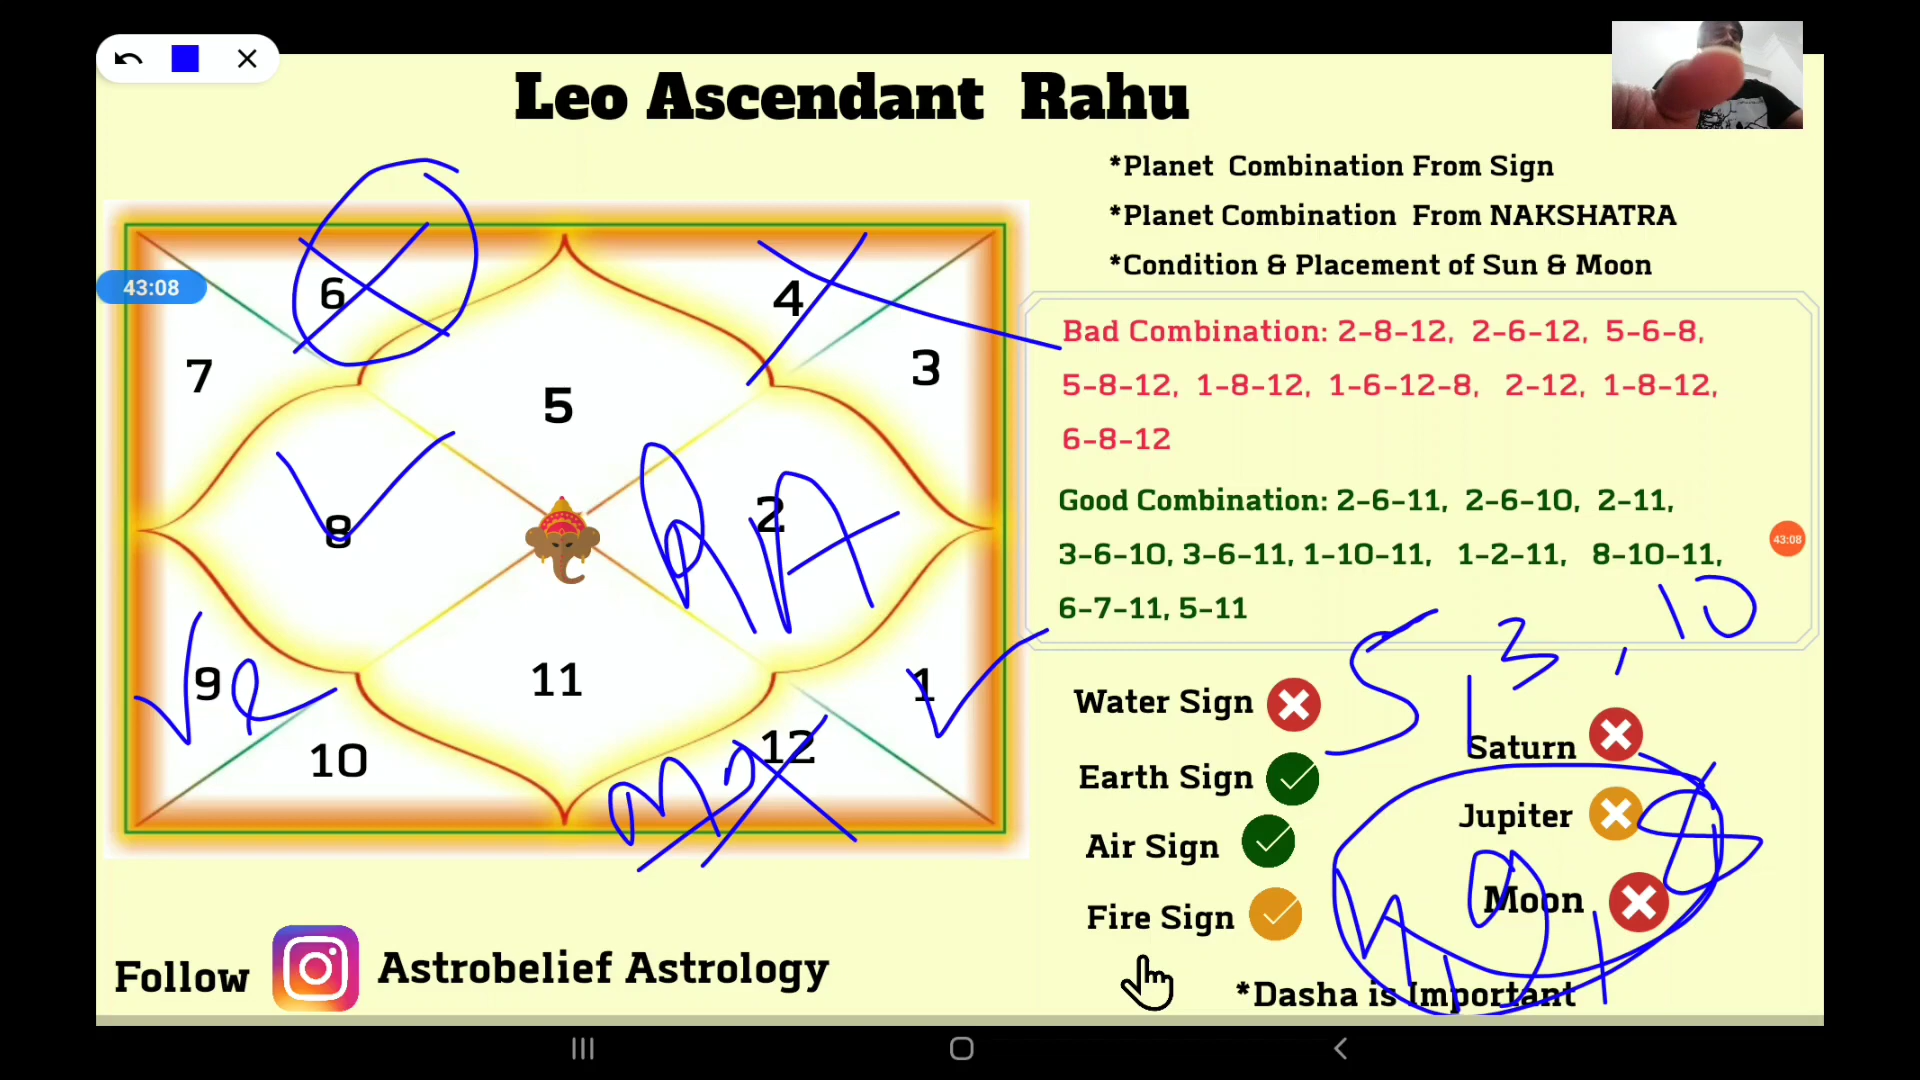 Leo Ascendant Rahu
*Planet Combination From Sign
*Planet Combination From NAKSHATRA
*Condition & Placement of Sun & Moon
43:08
6
4
7
3
5
8
2
9
1
11
10
12
RA
Bad Combination: 2-8-12, 2-6-12, 5-6-8,
5-8-12, 1-8-12, 1-6-12-8, 2-12, 1-8-12,
6-8-12
Good Combination: 2-6-11, 2-6-10, 2-11,
3-6-10, 3-6-11, 1-10-11, 1-2-11, 8-10-11,
6-7-11, 5-11
43:08
Water Sign
Earth Sign
Air Sign
Fire Sign
Saturn
Jupiter
Moon
*Dasha is Important
Follow
Astrobelief Astrology